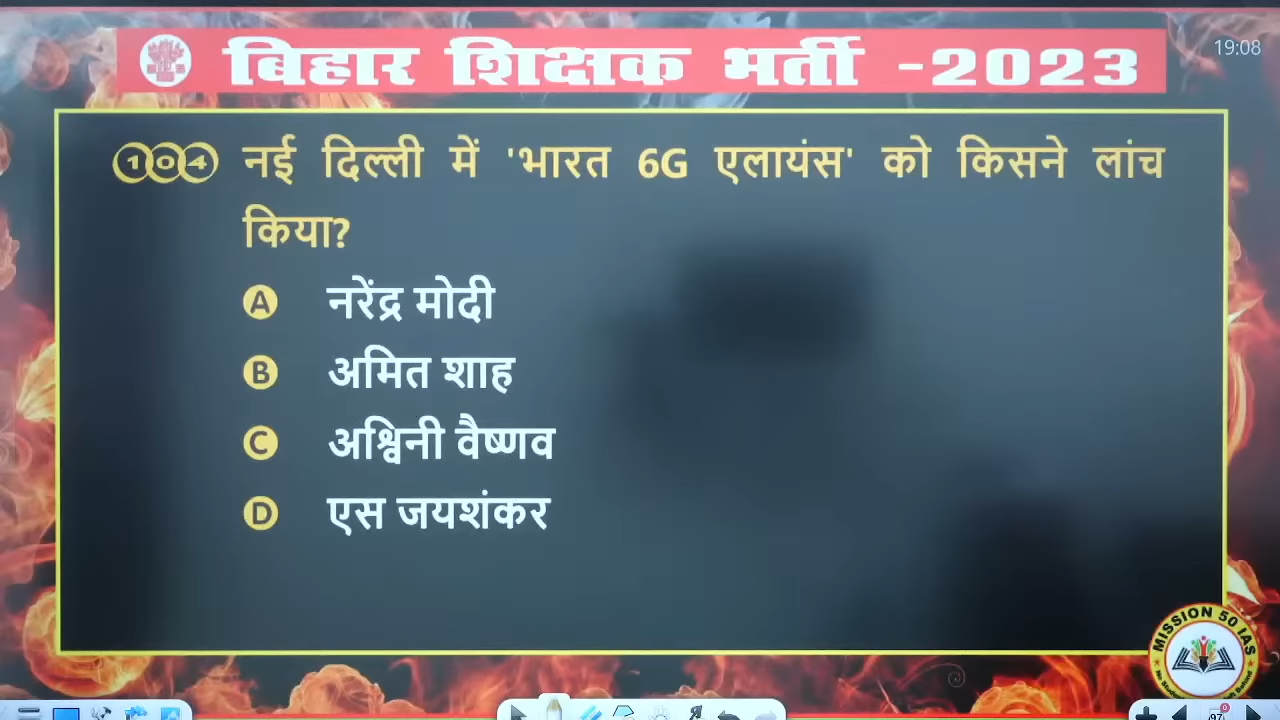 19:08
बिहार शिक्षक भर्ती -2023
104 नई दिल्ली में 'भारत 6G एलायंस' को किसने लांच
किया?
A नरेंद्र मोदी
B अमित शाह
C अश्विनी वैष्णव
D एस जयशंकर
MISSION 50 IAS
97